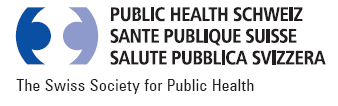 PUBLIC HEALTH SCHWEIZ
SANTE PUBLIQUE SUISSE
SALUTE PUBBLICA SVIZZERA
The Swiss Society for Public Health